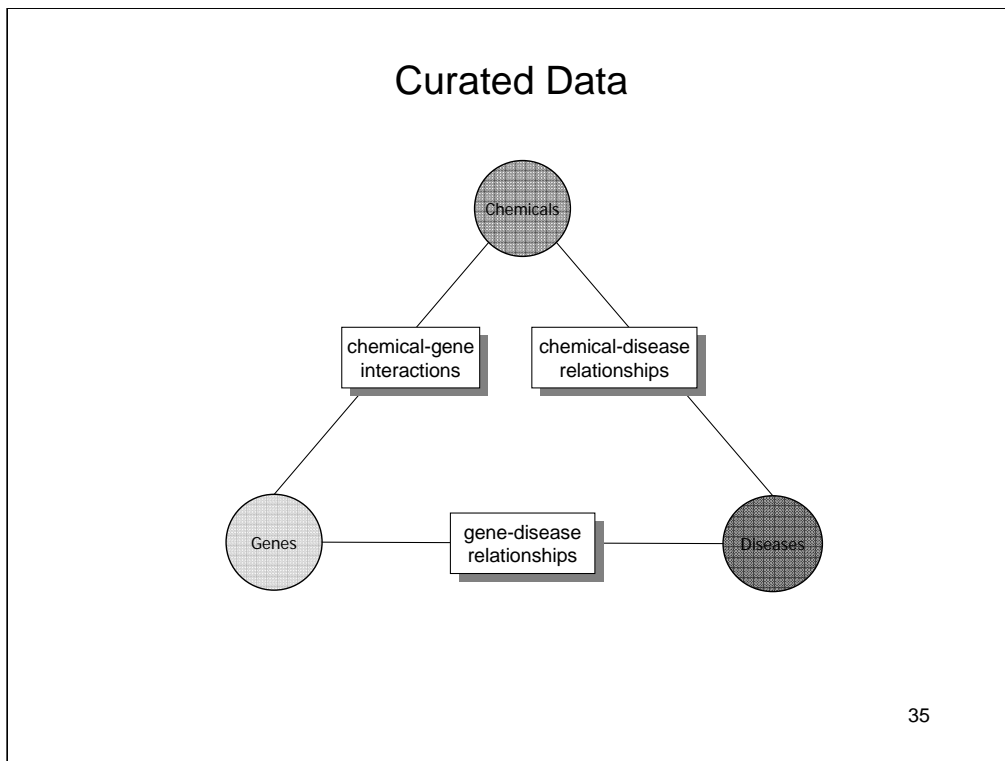 Curated Data
Chemicals
chemical-gene
interactions
chemical-disease
relationships
Genes
gene-disease
relationships
Diseases
35